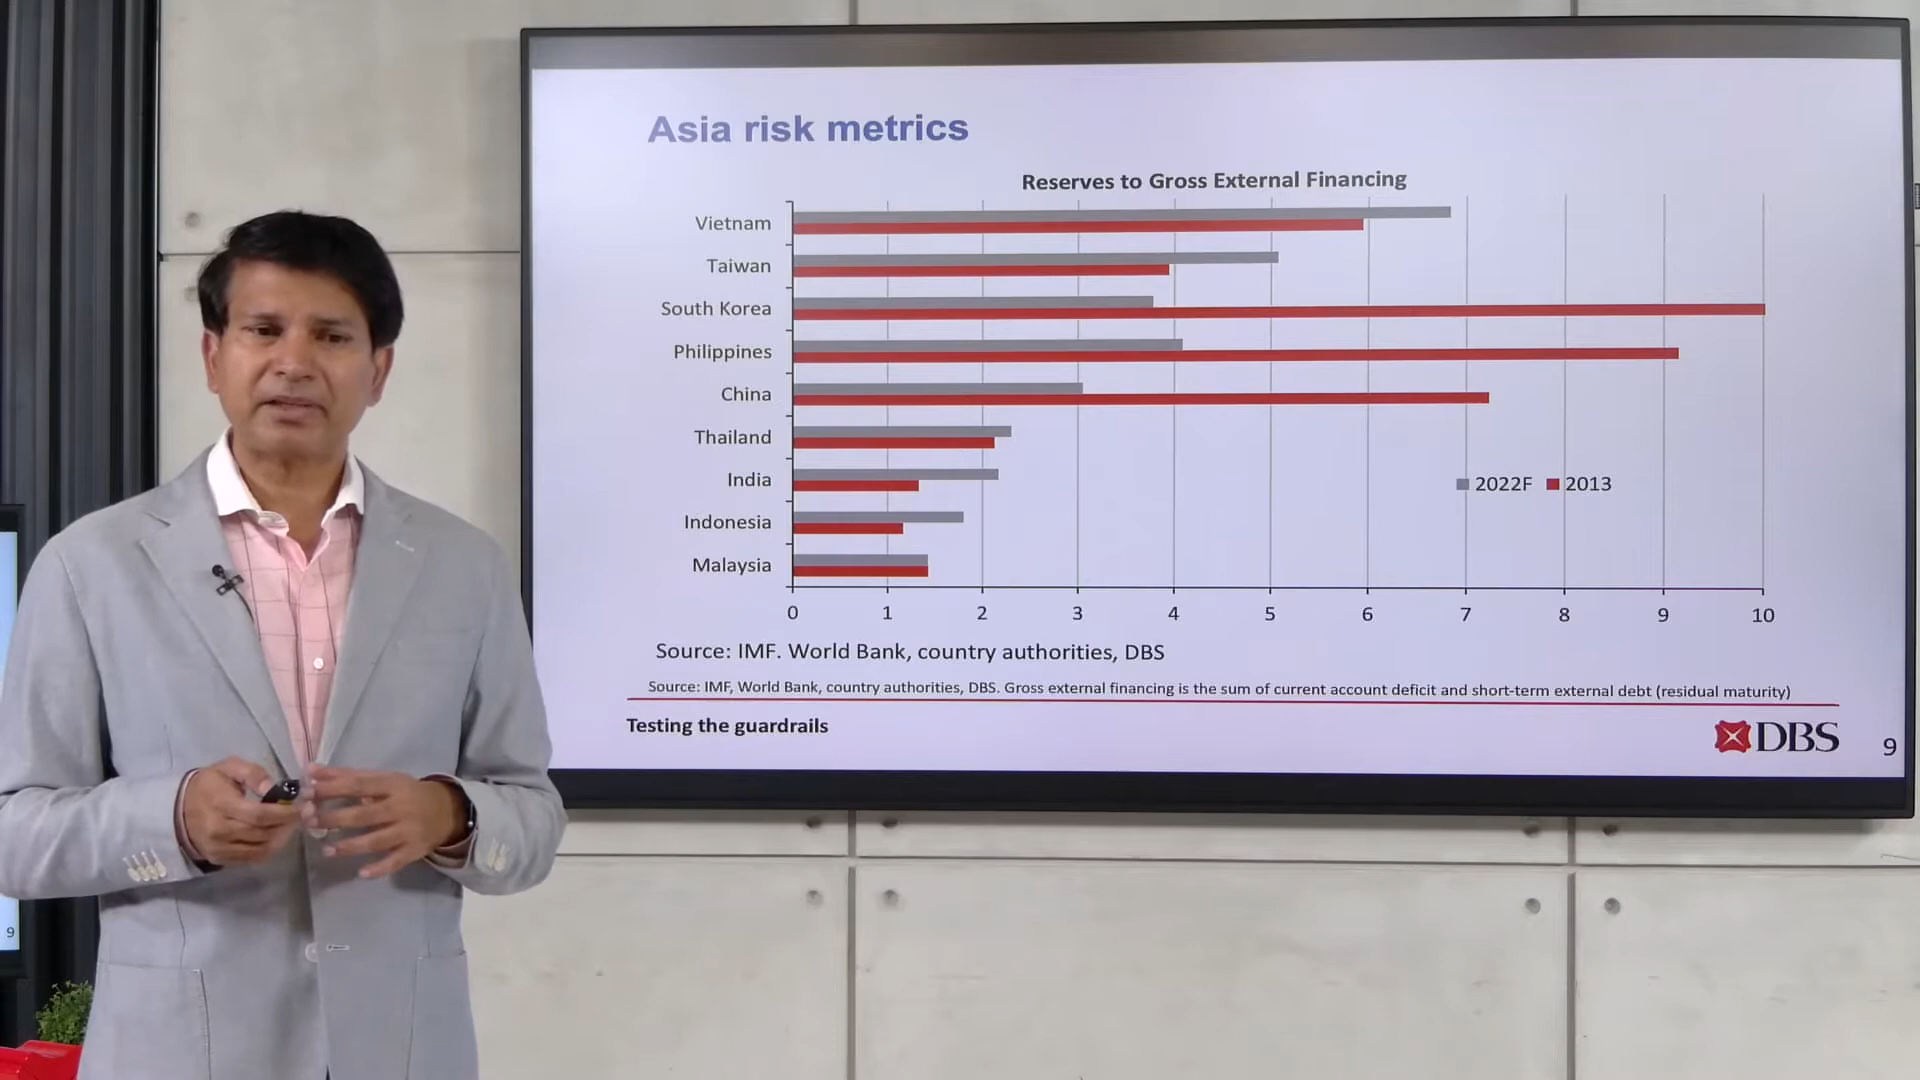 Asia risk metrics
Reserves to Gross External Financing
Vietnam
Taiwan
South Korea
Philippines
China
Thailand
India
Indonesia
Malaysia
2022F 2013
0 1 2 3 4 5 6 7 8 9 10
Source: IMF. World Bank, country authorities, DBS
Source: IMF, World Bank, country authorities, DBS. Gross external financing is the sum of current account deficit and short-term external debt (residual maturity)
Testing the guardrails
DBS
9
9